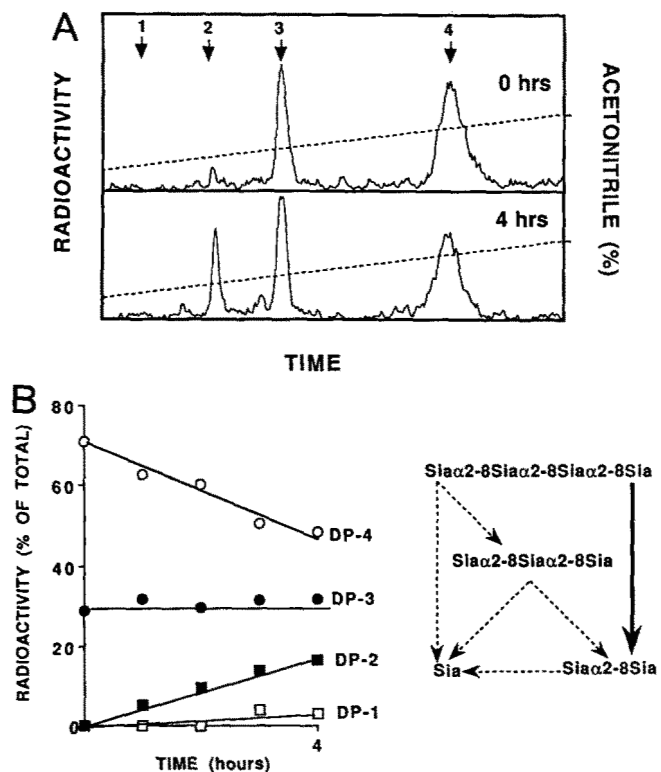 A
1 2 3 4
0 hrs
4 hrs
RADIOACTIVITY
ACETONITRILE (%)
TIME
B
RADIOACTIVITY (% OF TOTAL)
80
60
40
20
0
DP-4
DP-3
DP-2
DP-1
4
TIME (hours)
Siaα2-8Siaα2-8Siaα2-8Sia
Siaα2-8Siaα2-8Sia
Sia
Siaα2-8Sia